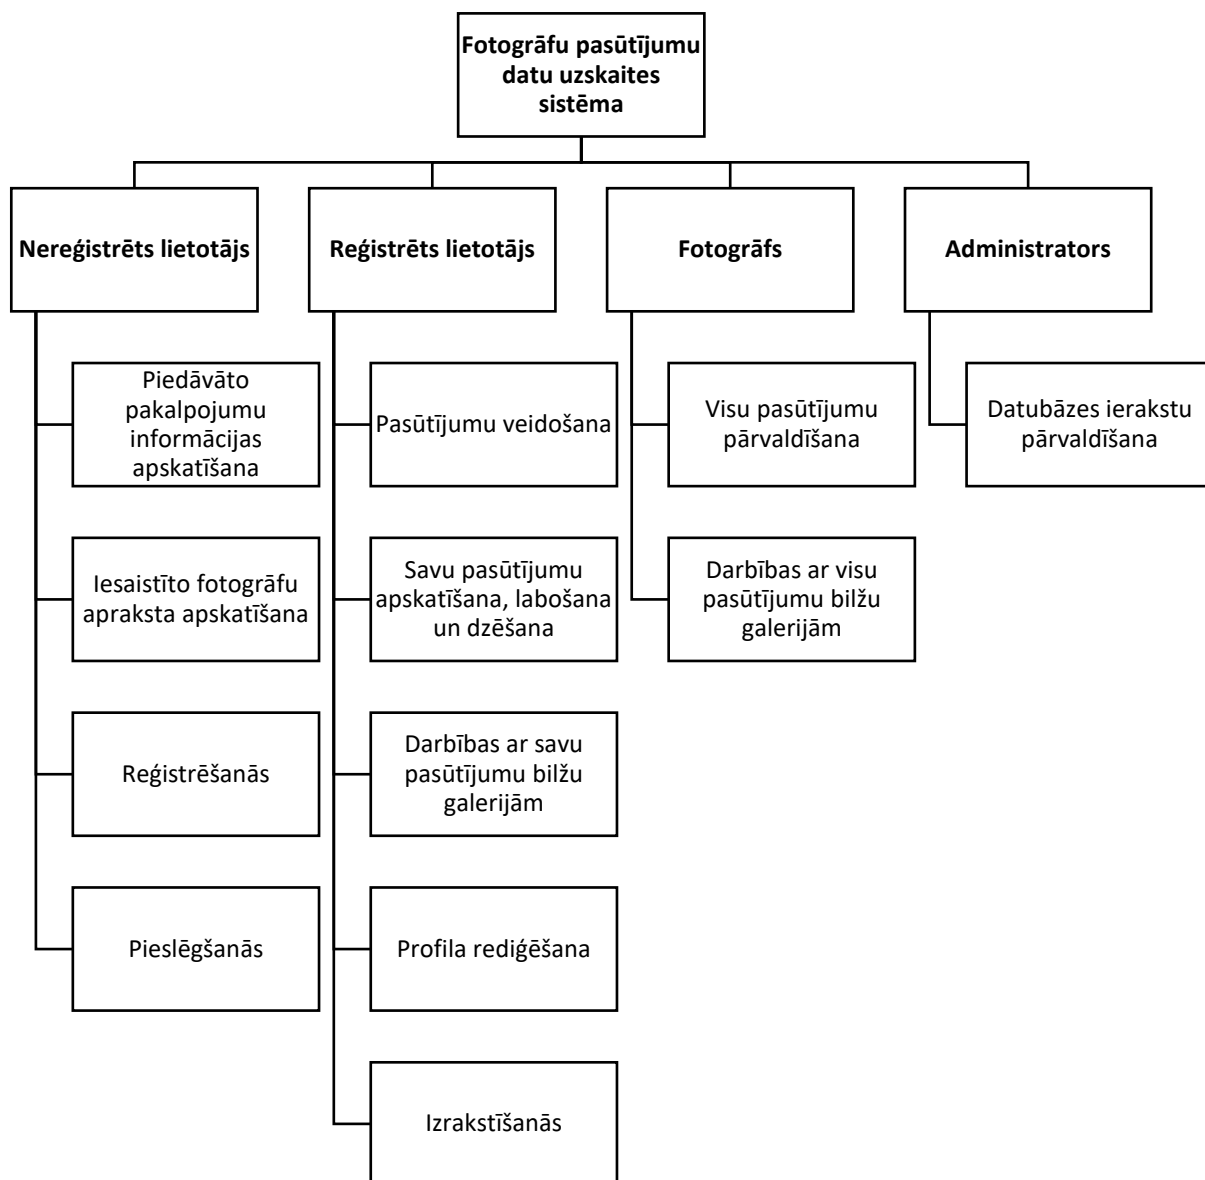 Fotogrāfu pasūtījumu
datu uzskaites
sistēma
Nereģistrēts lietotājs
Reģistrēts lietotājs
Fotogrāfs
Administrators
Piedāvāto
pakalpojumu
informācijas
apskatīšana
Iesaistīto fotogrāfu
apraksta apskatīšana
Reģistrēšanās
Pieslēgšanās
Pasūtījumu veidošana
Savu pasūtījumu
apskatīšana, labošana
un dzēšana
Darbības ar savu
pasūtījumu bilžu
galerijām
Profila rediģēšana
Izrakstīšanās
Visu pasūtījumu
pārvaldīšana
Darbības ar visu
pasūtījumu bilžu
galerijām
Datubāzes ierakstu
pārvaldīšana